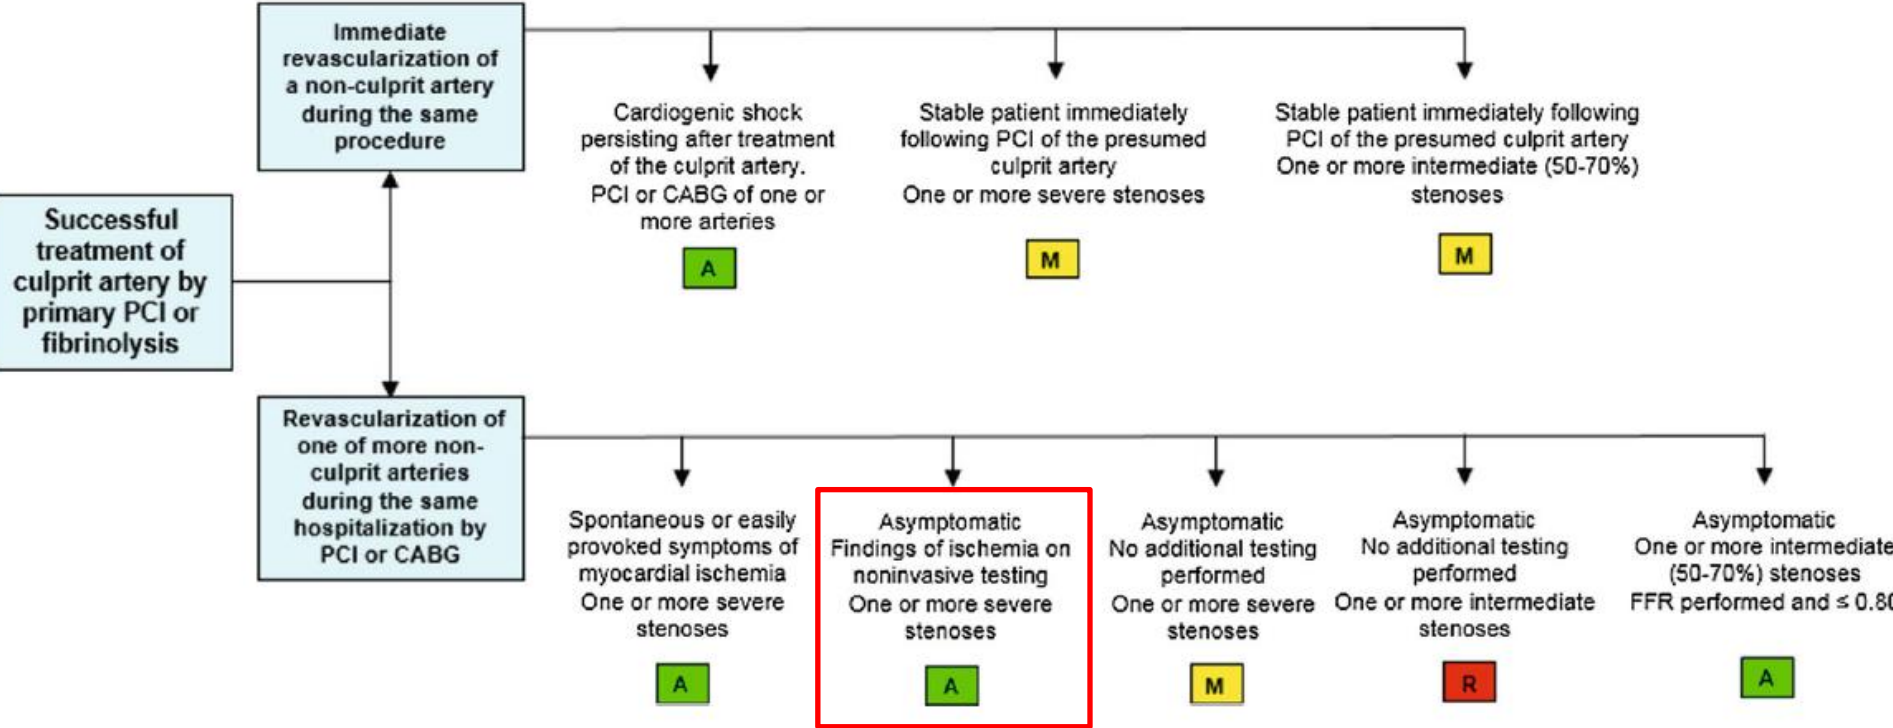 Immediate
revascularization of
a non-culprit artery
during the same
procedure
Cardiogenic shock
persisting after treatment
of the culprit artery.
PCI or CABG of one or
more arteries
A
Stable patient immediately
following PCI of the presumed
culprit artery
One or more severe stenoses
M
Stable patient immediately following
PCI of the presumed culprit artery
One or more intermediate (50-70%)
stenoses
M
Successful
treatment of
culprit artery by
primary PCI or
fibrinolysis
Revascularization of
one of more non-
culprit arteries
during the same
hospitalization by
PCI or CABG
Spontaneous or easily
provoked symptoms of
myocardial ischemia
One or more severe
stenoses
A
Asymptomatic
Findings of ischemia on
noninvasive testing
One or more severe
stenoses
A
Asymptomatic
No additional testing
performed
One or more severe
stenoses
M
Asymptomatic
No additional testing
performed
One or more intermediate
stenoses
R
Asymptomatic
One or more intermediate
(50-70%) stenoses
FFR performed and ≤ 0.80
A